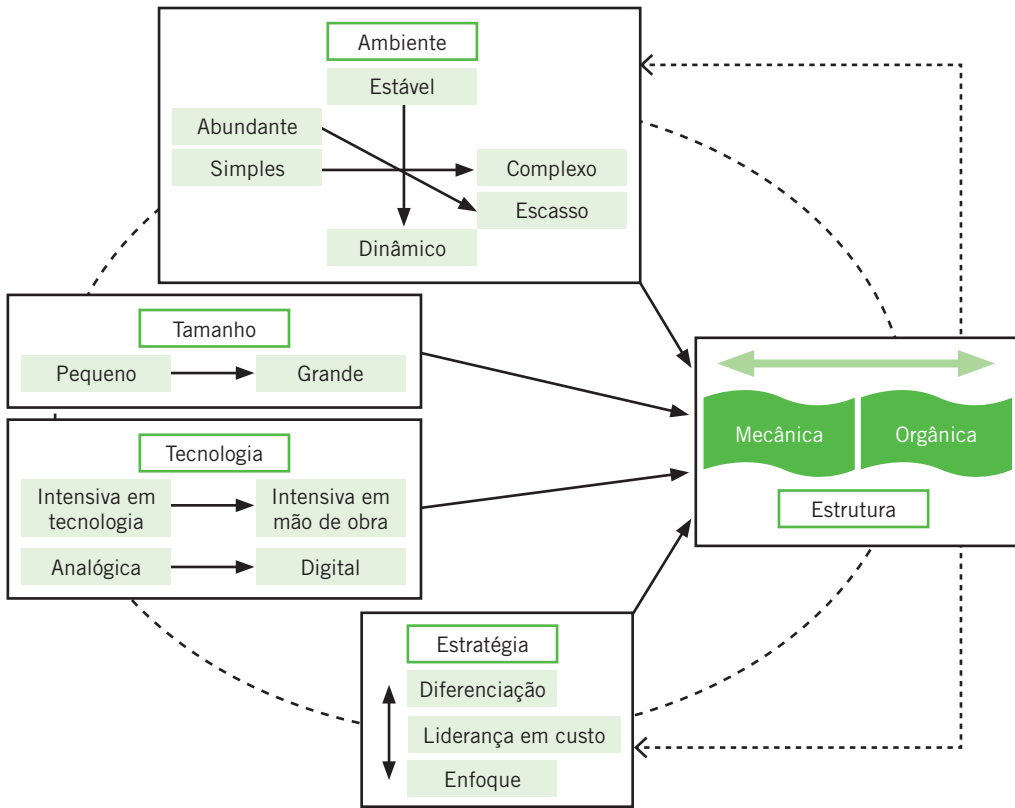 Ambiente
Estável
Abundante
Simples
Complexo
Escasso
Dinâmico
Tamanho
Pequeno
Grande
Tecnologia
Intensiva em
tecnologia
Intensiva em
mão de obra
Analógica
Digital
Estratégia
Diferenciação
Liderança em custo
Enfoque
Mecânica
Orgânica
Estrutura